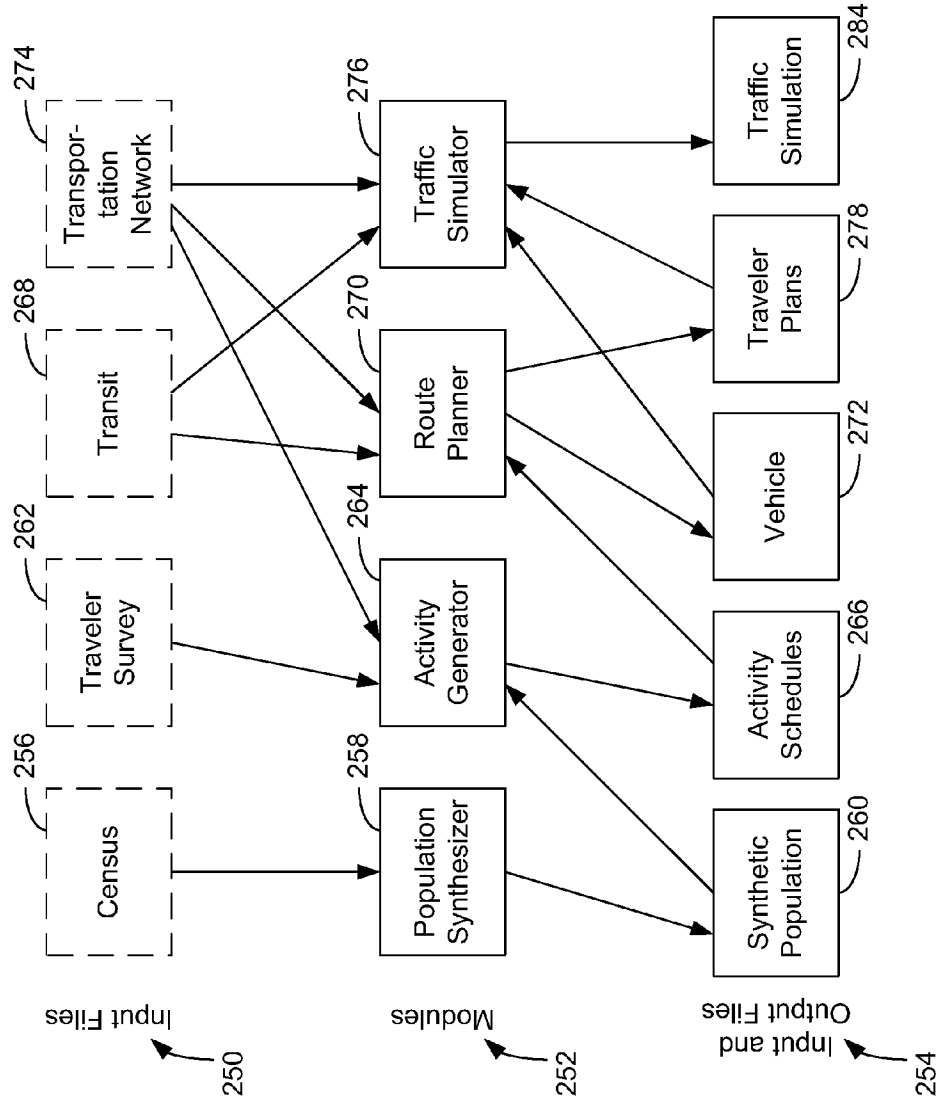 256
Census
262
Traveler
Survey
268
Transit
274
Transpor-
tation
Network
Input Files
250
258
Population
Synthesizer
264
Activity
Generator
270
Route
Planner
276
Traffic
Simulator
Modules
252
Synthetic
Population
260
Activity
Schedules
266
Vehicle
272
Traveler
Plans
278
Traffic
Simulation
284
Input and
Output Files
254